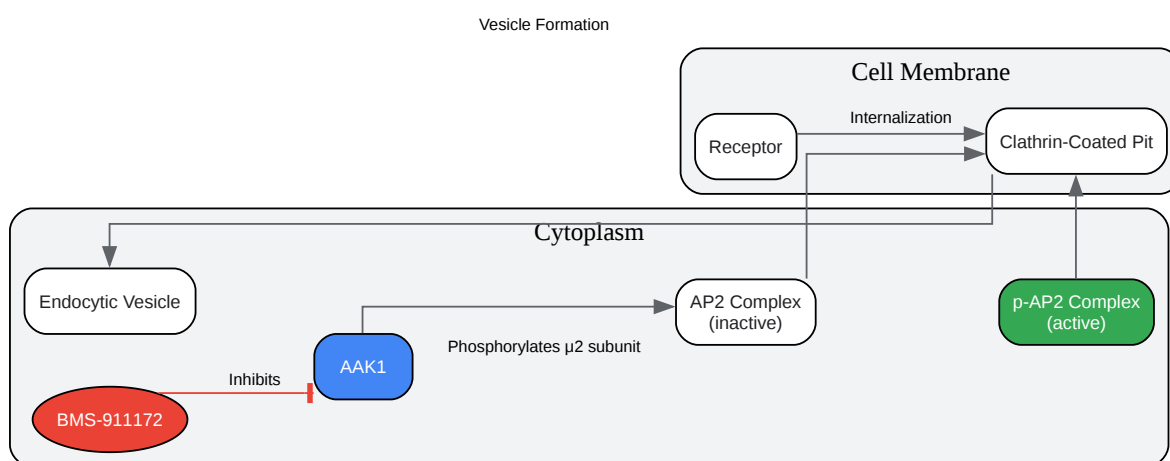 Vesicle Formation
Cell Membrane
Internalization
Receptor
Clathrin-Coated Pit
Cytoplasm
Endocytic Vesicle
AP2 Complex
(inactive)
p-AP2 Complex
(active)
Phosphorylates μ2 subunit
AAK1
Inhibits
BMS-911172